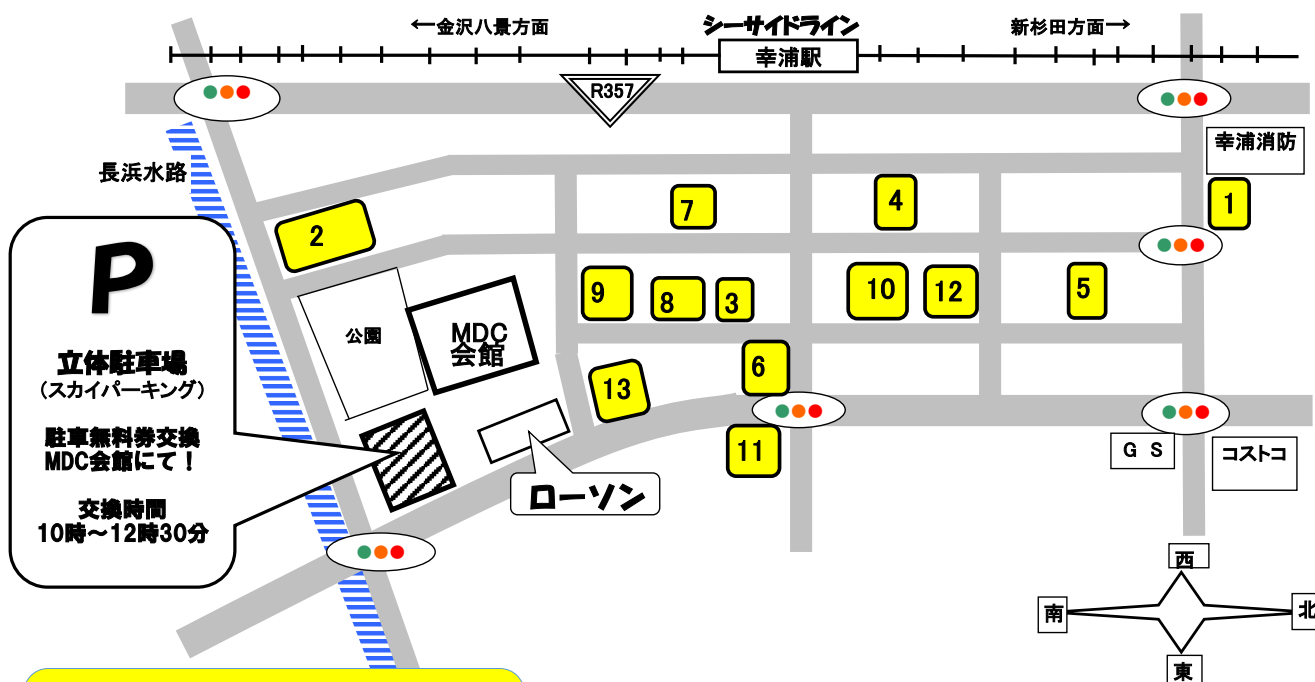 ←金沢八景方面
シーサイドライン
新杉田方面→
幸浦駅
R357
幸浦消防
長浜水路
1
2
7
4
P
立体駐車場
(スカイパーキング)
駐車無料券交換
MDC会館にて!
交換時間
10時～12時30分
公園
MDC
会館
9
8
3
10
12
5
6
13
11
ローソン
GS
コストコ
西
南
北
東